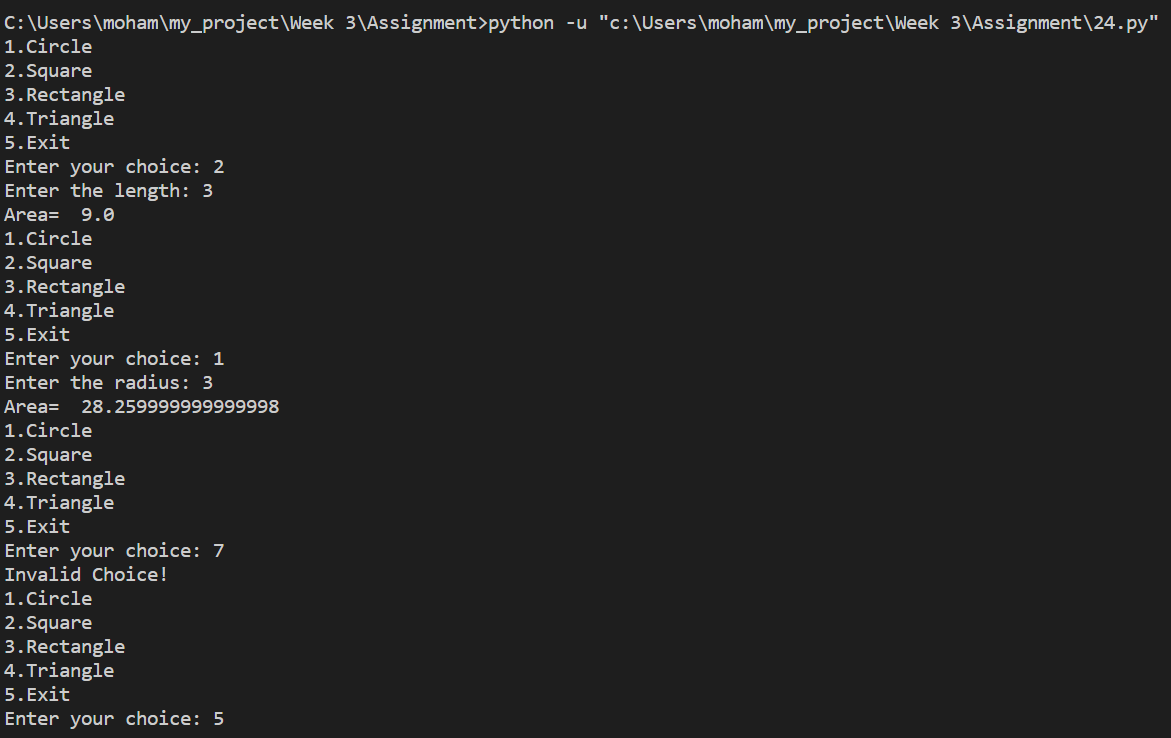 C:\Users\moham\my_project\Week 3\Assignment>python -u "c:\Users\moham\my_project\Week 3\Assignment\24.py"
1.Circle
2.Square
3.Rectangle
4.Triangle
5.Exit
Enter your choice: 2
Enter the length: 3
Area=  9.0
1.Circle
2.Square
3.Rectangle
4.Triangle
5.Exit
Enter your choice: 1
Enter the radius: 3
Area=  28.259999999999998
1.Circle
2.Square
3.Rectangle
4.Triangle
5.Exit
Enter your choice: 7
Invalid Choice!
1.Circle
2.Square
3.Rectangle
4.Triangle
5.Exit
Enter your choice: 5